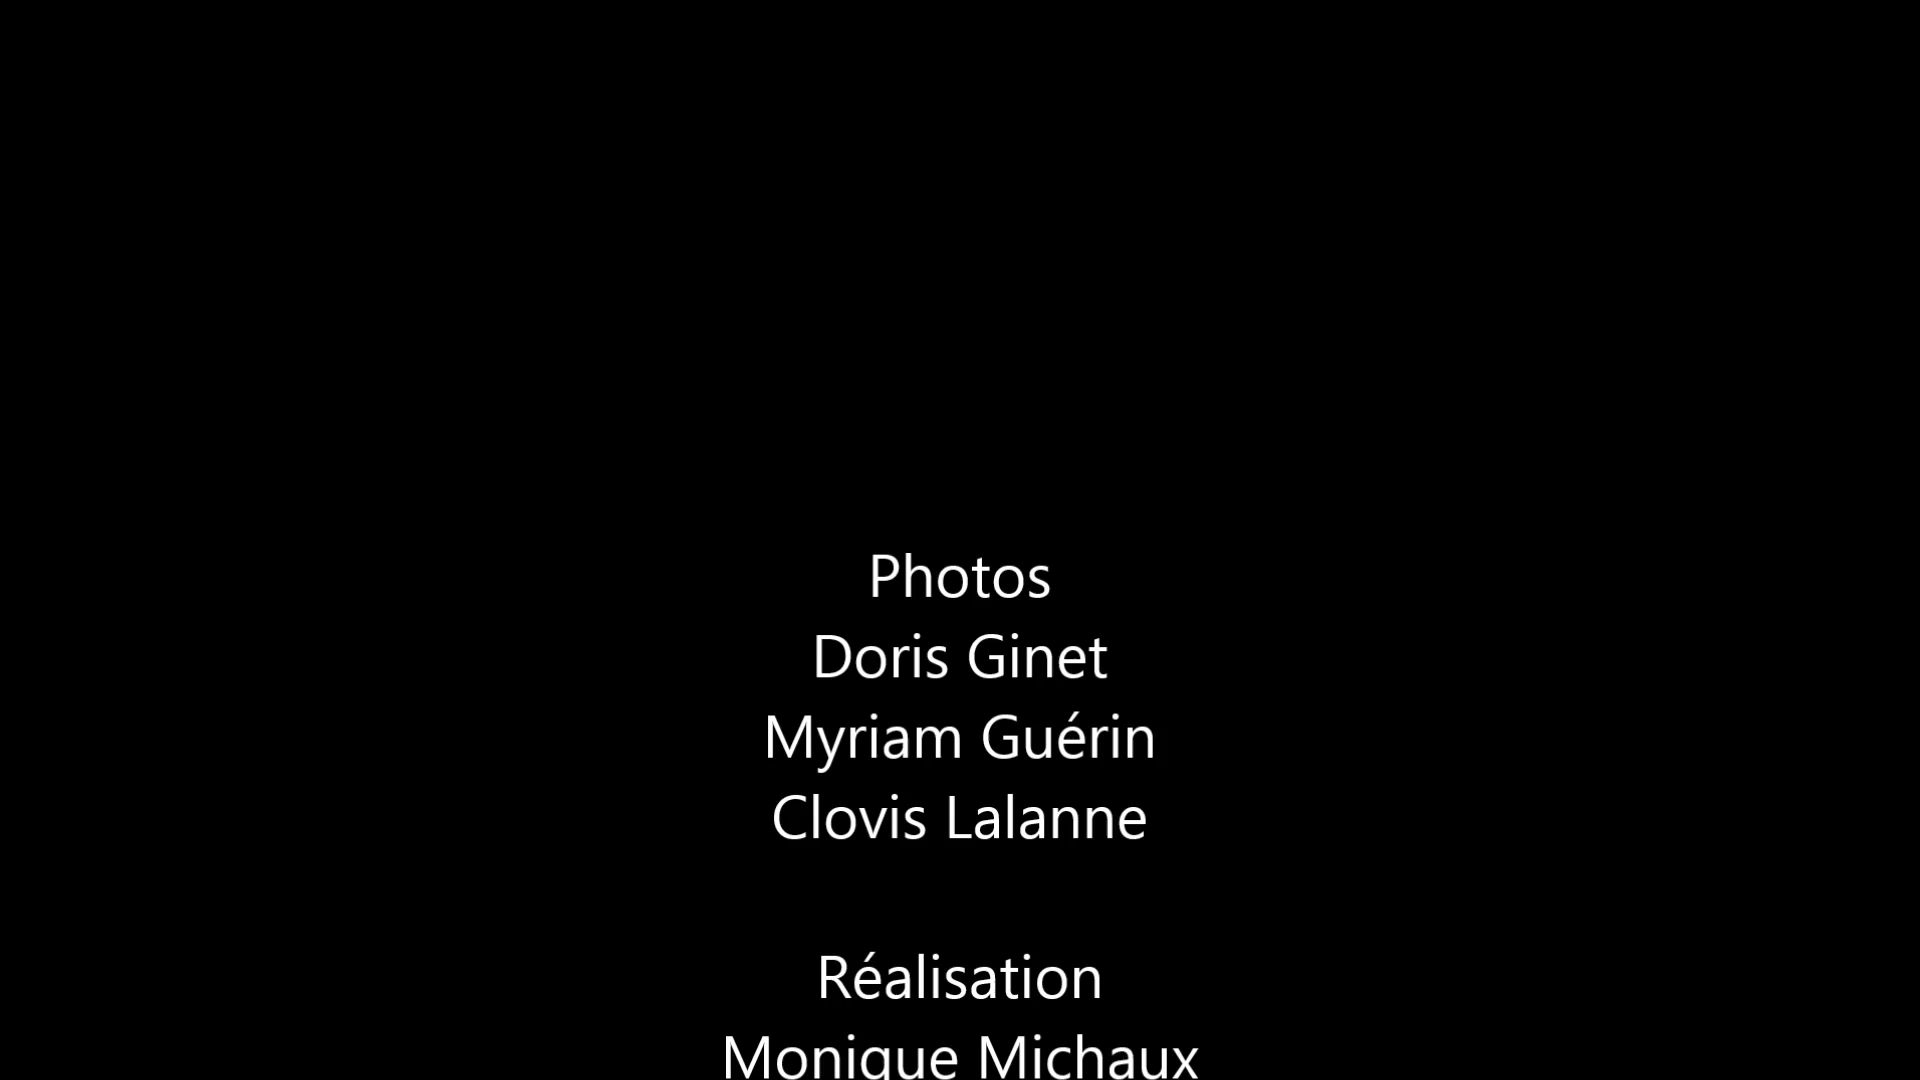 Photos
Doris Ginet
Myriam Guérin
Clovis Lalanne
Réalisation
Monique Michaux